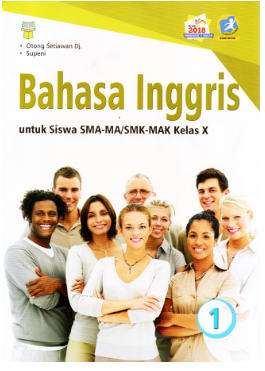 • Otong Setiawan Dj.
• Supeni
2018
Bahasa Inggris
untuk Siswa SMA-MA/SMK-MAK Kelas X
1